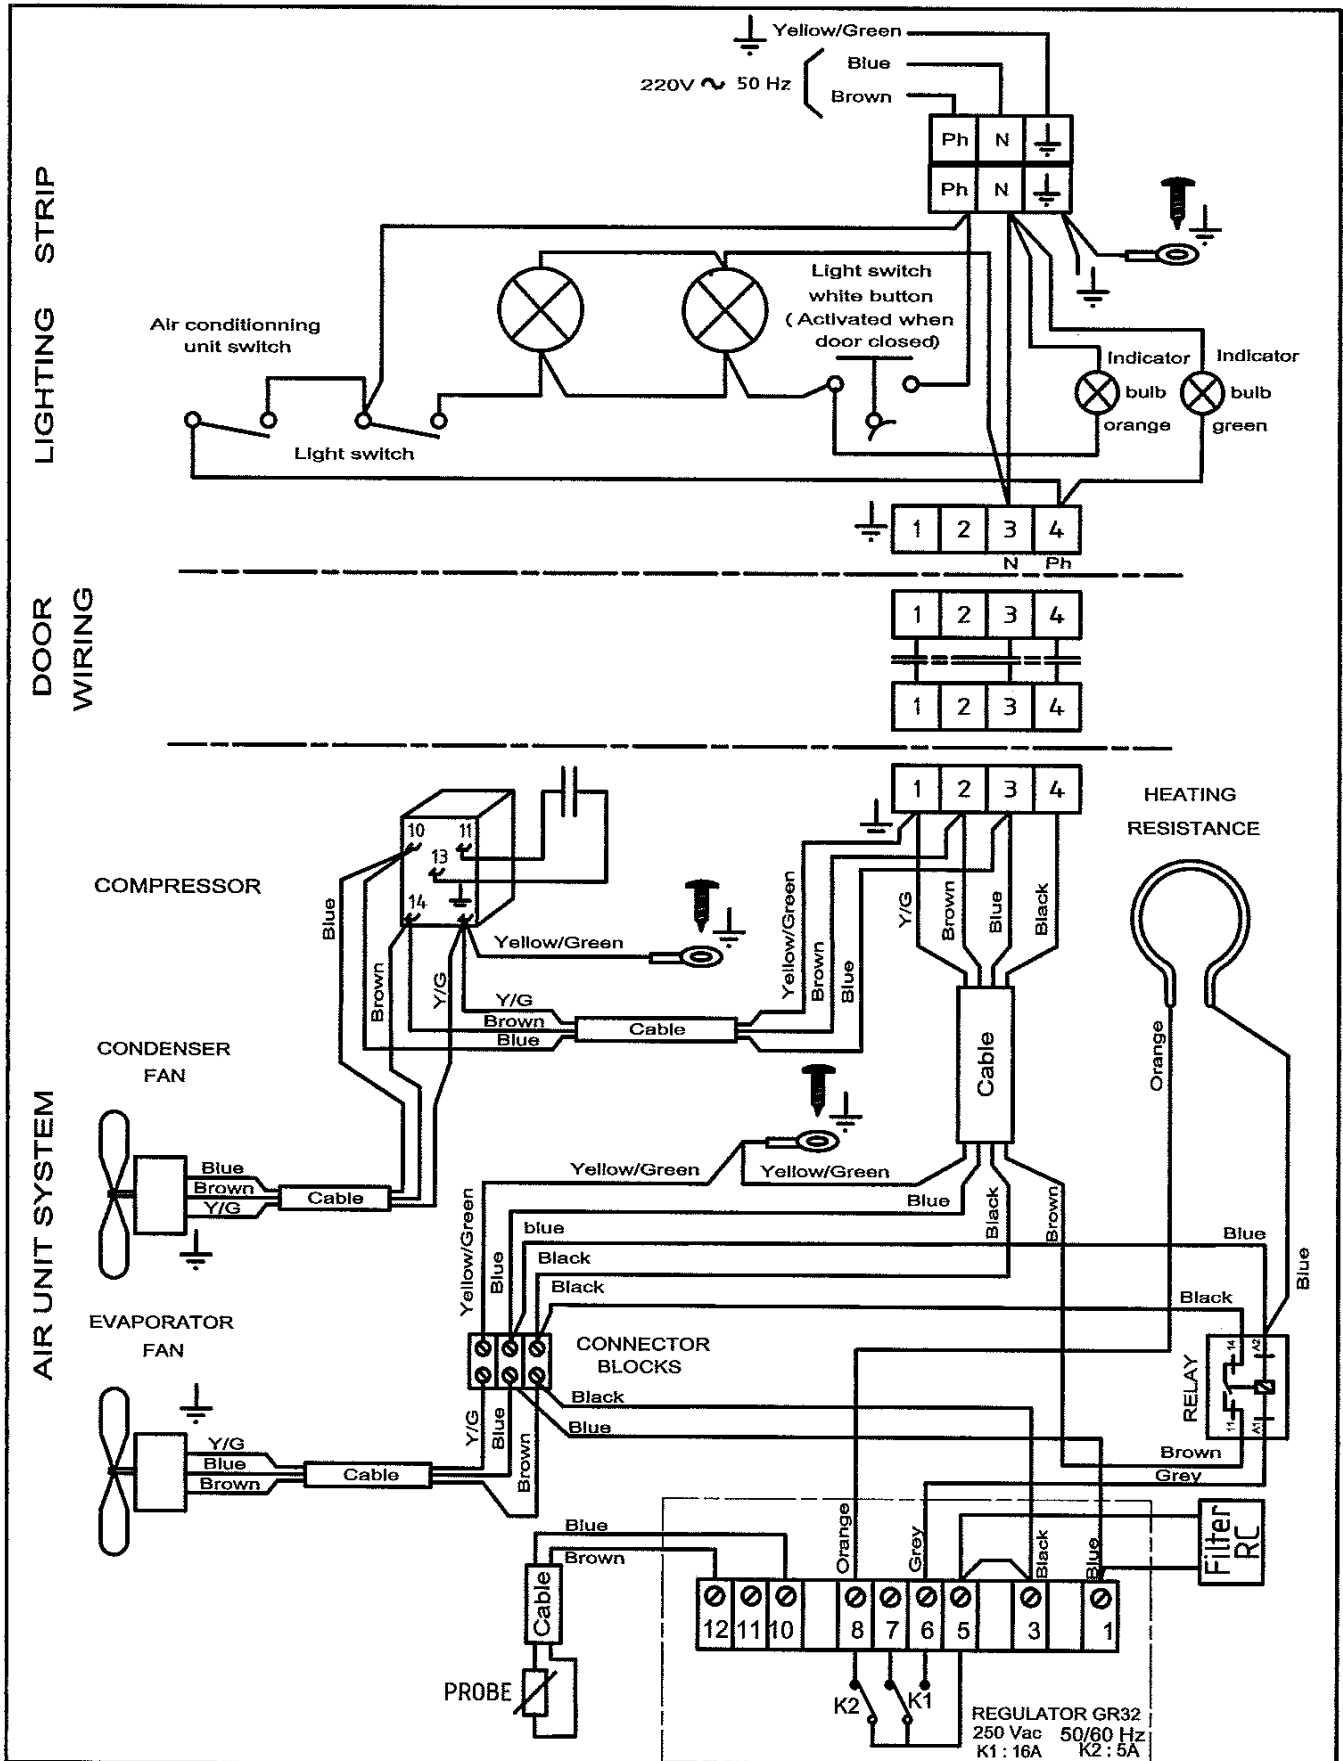 Yellow/Green
Blue
220V ~ 50 Hz
Brown
Ph N
Ph N
LIGHTING STRIP
Light switch
white button
(Activated when
door closed)
Air conditionning
unit switch
Indicator
bulb
orange
Indicator
bulb
green
Light switch
1 2 3 4
N Ph
DOOR
WIRING
1 2 3 4
1 2 3 4
1 2 3 4
HEATING
RESISTANCE
10 11
13
14
COMPRESSOR
Blue
Brown
Y/G
Yellow/Green
Yellow/Green
Brown
Blue
Y/G
Brown
Blue
Black
Y/G
Brown
Blue
Cable
Cable
Orange
CONDENSER
FAN
Blue
Brown
Y/G
Cable
AIR UNIT SYSTEM
Yellow/Green
Yellow/Green
Blue
Black
Brown
Yellow/Green
Blue
blue
Black
Black
Blue
Blue
Black
EVAPORATOR
FAN
CONNECTOR
BLOCKS
RELAY
14 A2
11 A1
Black
Blue
Y/G
Blue
Brown
Brown
Grey
Y/G
Blue
Brown
Cable
Blue
Brown
Cable
PROBE
Orange
Grey
Black
Blue
Filter
RC
12 11 10 8 7 6 5 3 1
K2 K1
REGULATOR GR32
250 Vac 50/60 Hz
K1 : 16A K2 : 5A